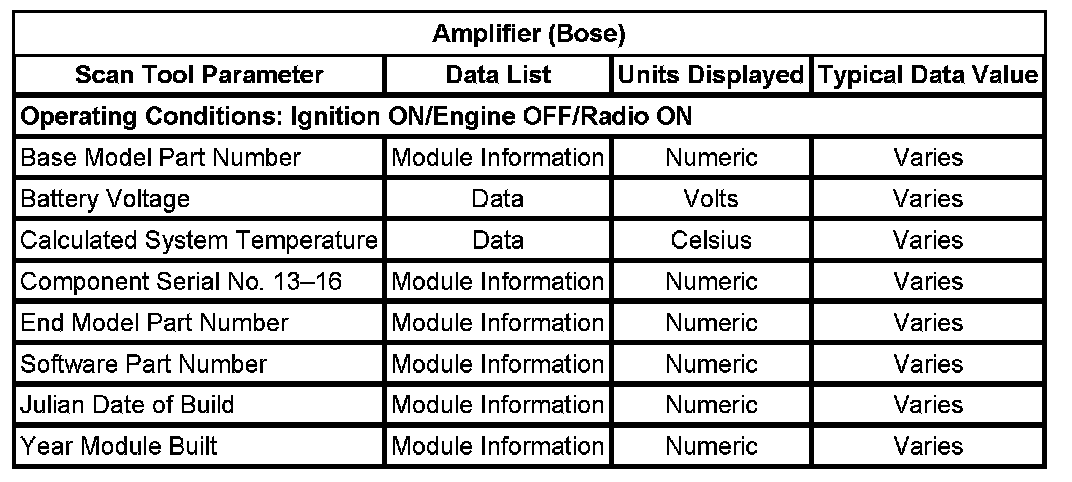 Amplifier (Bose)
Scan Tool Parameter Data List Units Displayed Typical Data Value
Operating Conditions: Ignition ON/Engine OFF/Radio ON
Base Model Part Number Module Information Numeric Varies
Battery Voltage Data Volts Varies
Calculated System Temperature Data Celsius Varies
Component Serial No. 13–16 Module Information Numeric Varies
End Model Part Number Module Information Numeric Varies
Software Part Number Module Information Numeric Varies
Julian Date of Build Module Information Numeric Varies
Year Module Built Module Information Numeric Varies